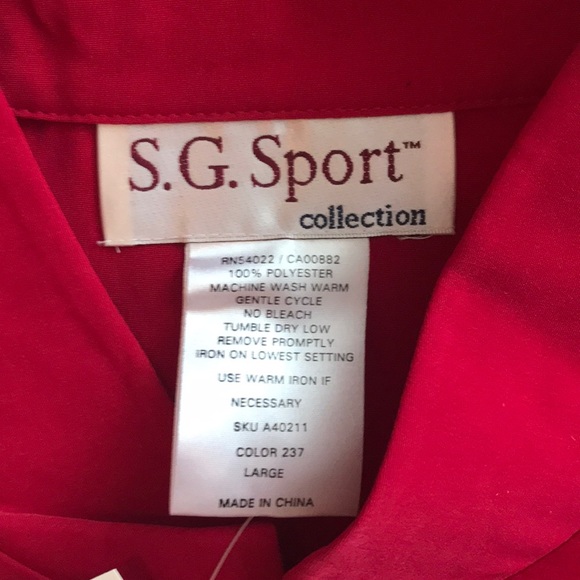 S.G. Sport™
collection
RN54022 / CA00882
100% POLYESTER
MACHINE WASH WARM
GENTLE CYCLE
NO BLEACH
TUMBLE DRY LOW
REMOVE PROMPTLY
IRON ON LOWEST SETTING
USE WARM IRON IF
NECESSARY
SKU A40211
COLOR 237
LARGE
MADE IN CHINA